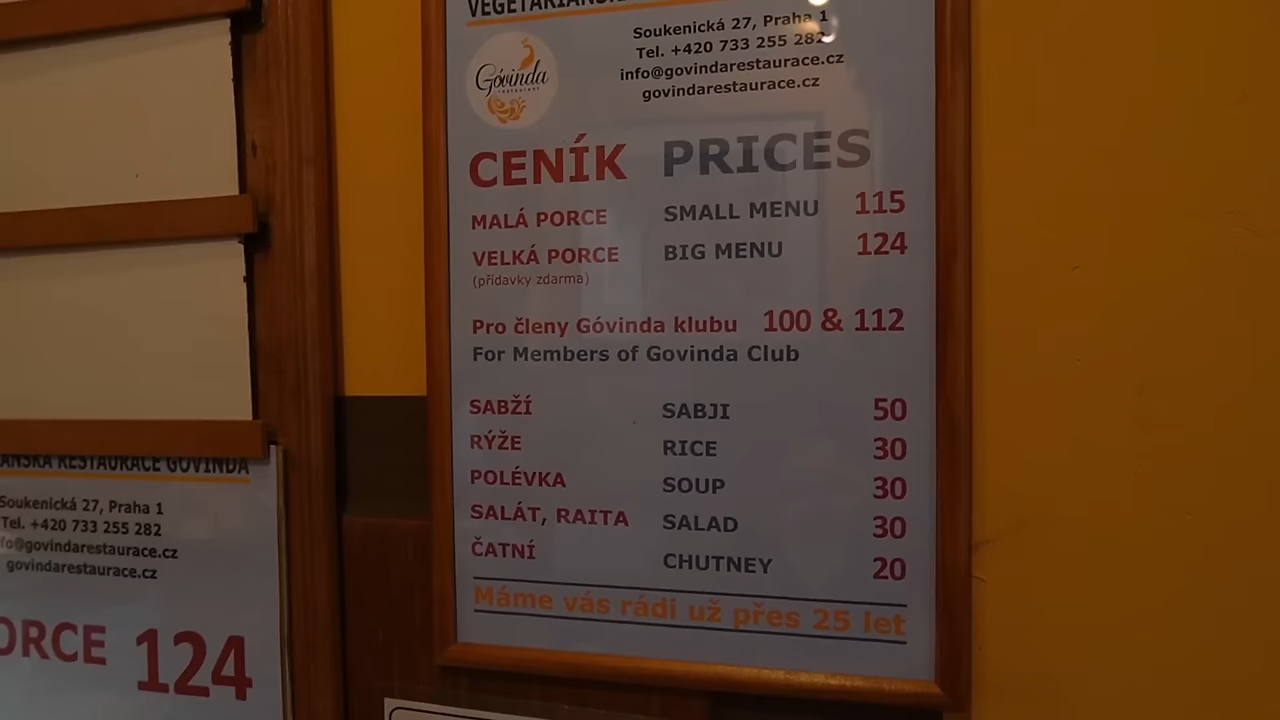 Soukenická 27, Praha 1
Tel. +420 733 255 282
info@govindarestaurace.cz
govindarestaurace.cz
Góvinda
restaurant
CENÍK PRICES
MALÁ PORCE SMALL MENU 115
VELKÁ PORCE BIG MENU 124
(přídavky zdarma)
Pro členy Góvinda klubu 100 & 112
For Members of Govinda Club
SABŽÍ SABJI 50
RÝŽE RICE 30
POLÉVKA SOUP 30
SALÁT, RAITA SALAD 30
ČATNÍ CHUTNEY 20
Máme vás rádi už přes 25 let
RESTAURACE GOVINDA
Soukenická 27, Praha 1
Tel. +420 733 255 282
fo@govindarestaurace.cz
govindarestaurace.cz
ORCE 124